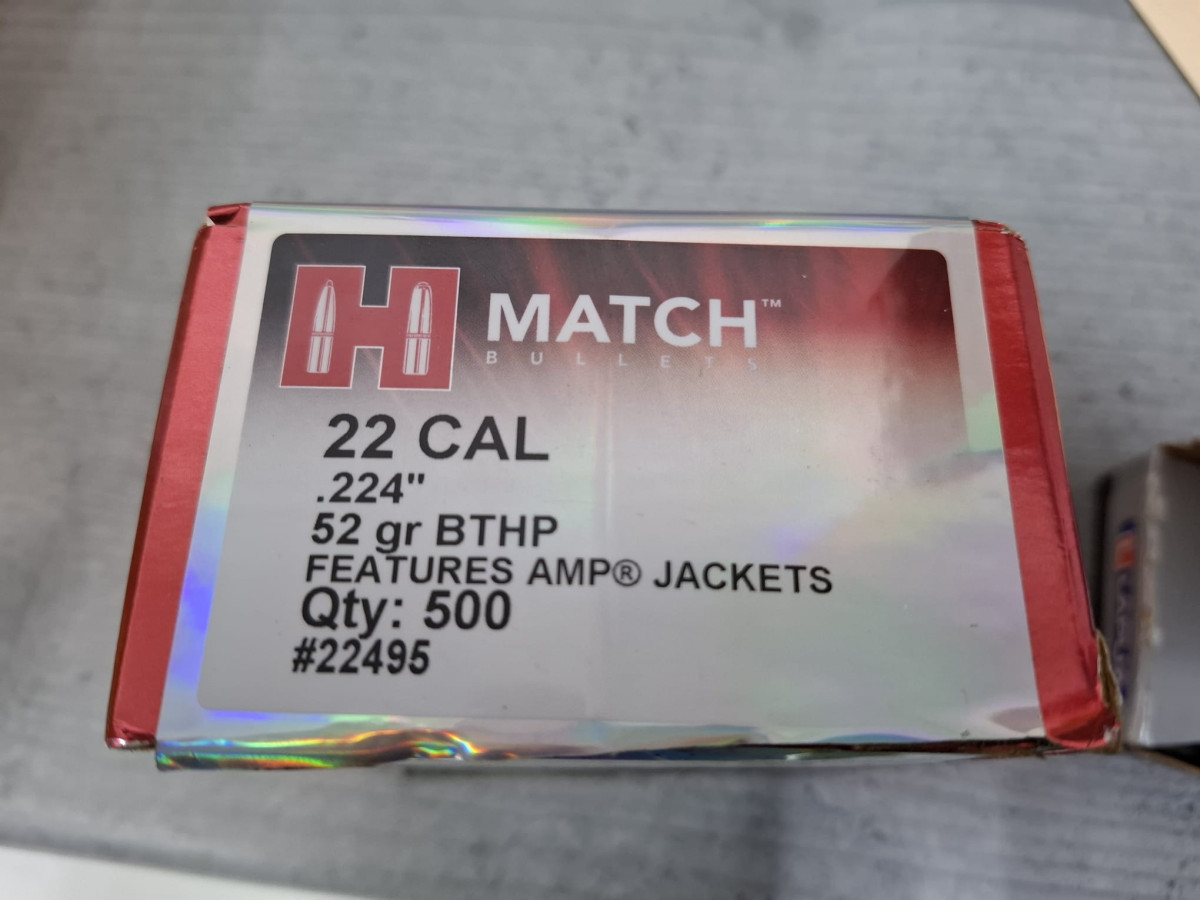 H MATCH™
BULLETS
22 CAL
.224"
52 gr BTHP
FEATURES AMP® JACKETS
Qty: 500
#22495